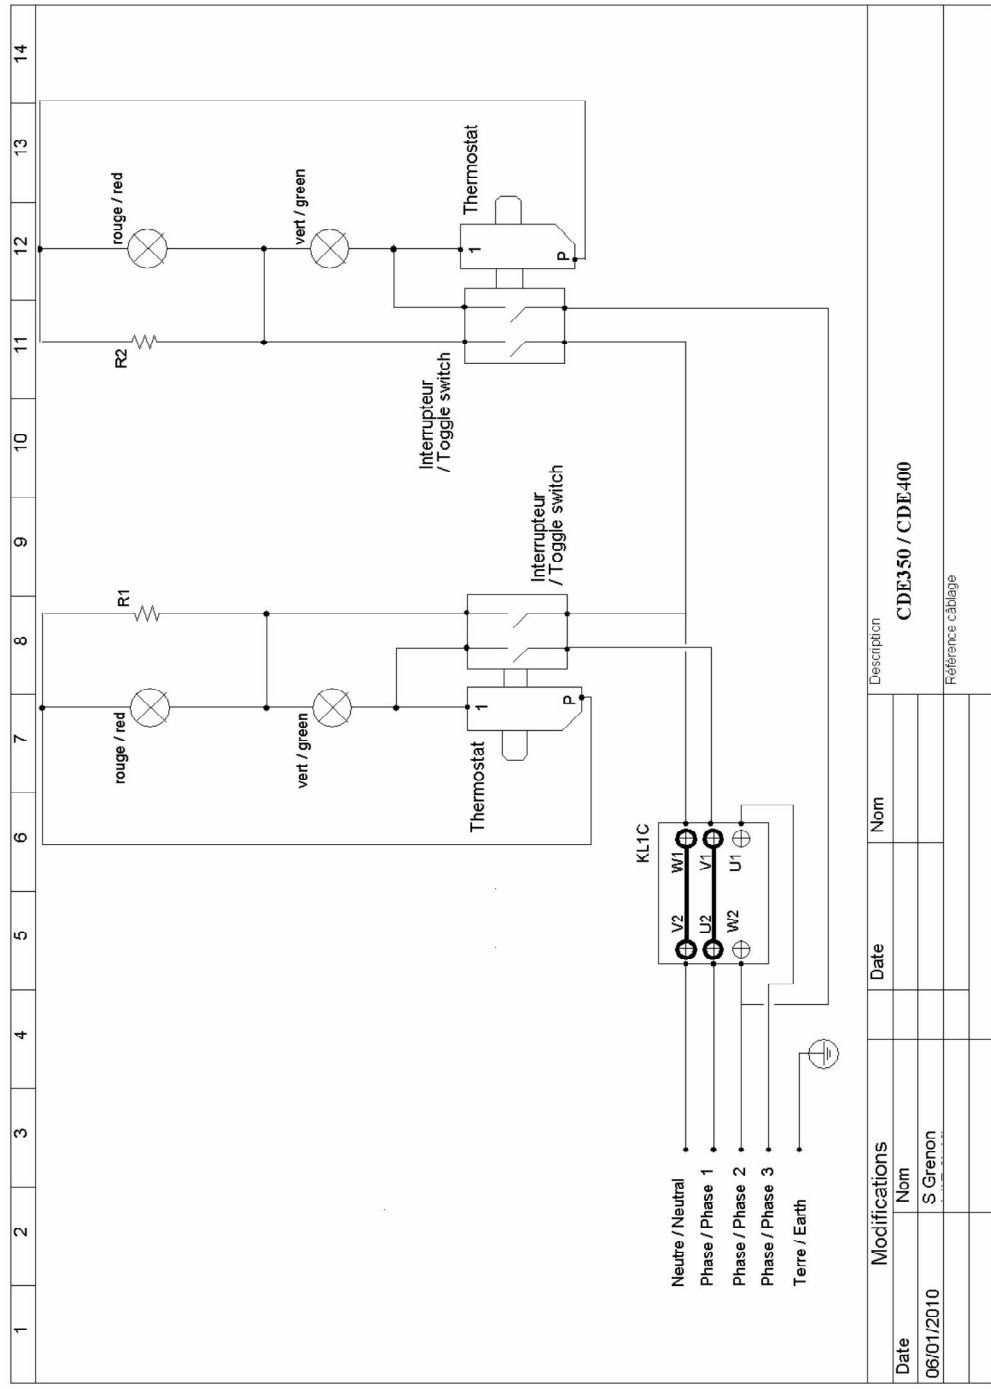 1 2 3 4 5 6 7 8 9 10 11 12 13 14
rouge / red
R1
R2
rouge / red
vert / green
vert / green
Thermostat
1
P
Interrupteur
/ Toggle switch
Interrupteur
/ Toggle switch
1
P
Thermostat
KL1C
V2 W1
U2 V1
W2 U1
Neutre / Neutral
Phase / Phase 1
Phase / Phase 2
Phase / Phase 3
Terre / Earth
Modifications
Date Nom Date Nom
06/01/2010 S Grenon
Description
CDE350 / CDE400
Référence câblage